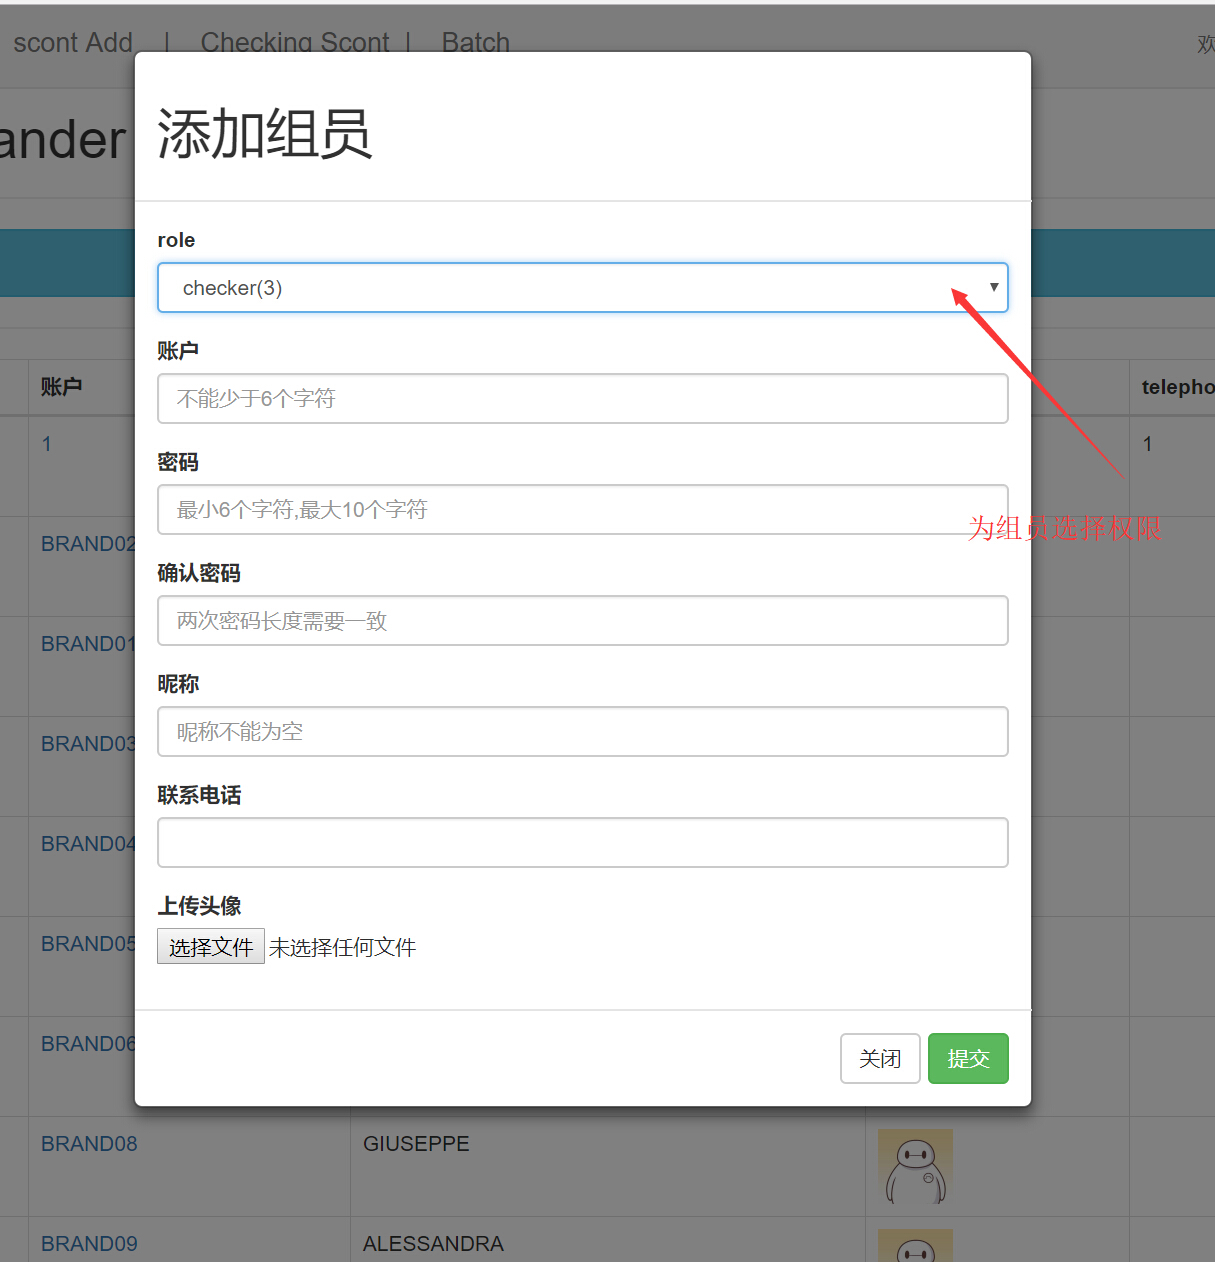 scont Add | Checking Scont | Batch 欢
ander
添加组员
role
checker(3)
账户
不能少于6个字符
密码
最小6个字符,最大10个字符
为组员选择权限
确认密码
两次密码长度需要一致
昵称
昵称不能为空
联系电话
上传头像
选择文件 未选择任何文件
关闭 提交
账户 telepho
1 1
BRAND02
BRAND01
BRAND03
BRAND04
BRAND05
BRAND06
BRAND08 GIUSEPPE
BRAND09 ALESSANDRA